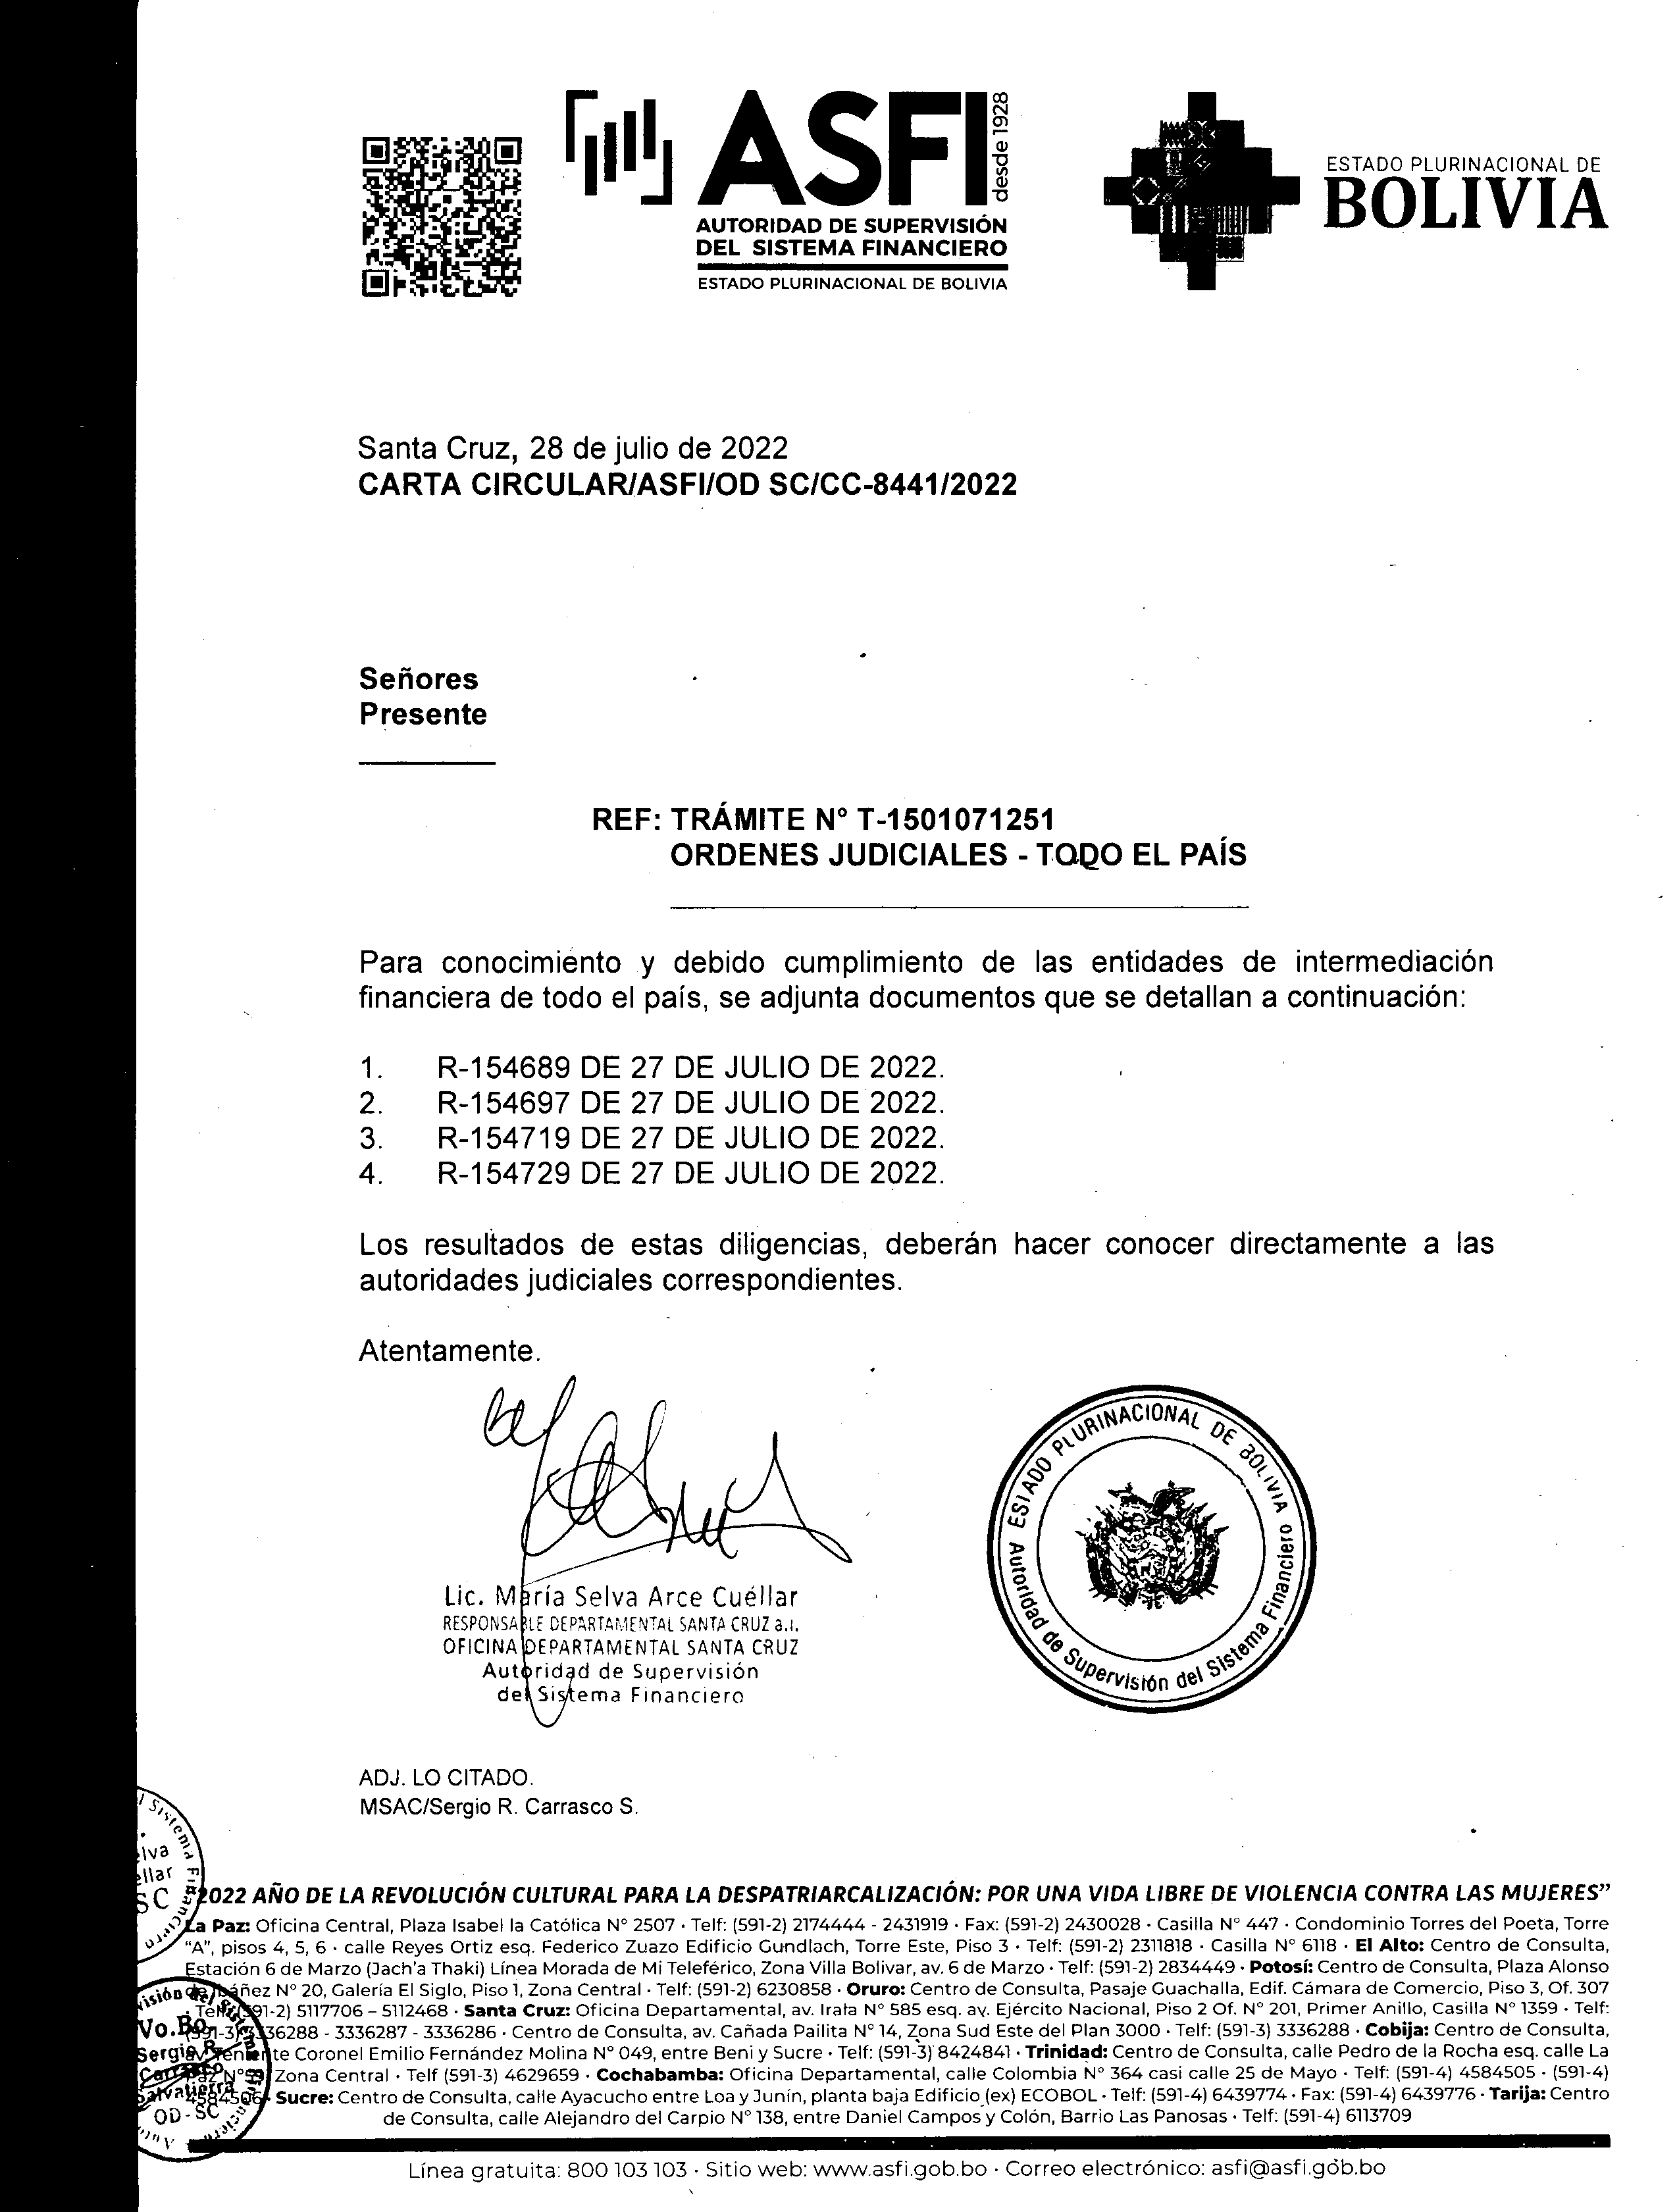 ASFI
desde 1928
AUTORIDAD DE SUPERVISIÓN
DEL SISTEMA FINANCIERO
ESTADO PLURINACIONAL DE BOLIVIA
ESTADO PLURINACIONAL DE
BOLIVIA
Santa Cruz, 28 de julio de 2022
CARTA CIRCULAR/ASFI/OD SC/CC-8441/2022
Señores
Presente
REF: TRÁMITE N° T-1501071251
ORDENES JUDICIALES - TODO EL PAÍS
Para conocimiento y debido cumplimiento de las entidades de intermediación
financiera de todo el país, se adjunta documentos que se detallan a continuación:
1. R-154689 DE 27 DE JULIO DE 2022.
2. R-154697 DE 27 DE JULIO DE 2022.
3. R-154719 DE 27 DE JULIO DE 2022.
4. R-154729 DE 27 DE JULIO DE 2022.
Los resultados de estas diligencias, deberán hacer conocer directamente a las
autoridades judiciales correspondientes.
Atentamente.
Lic. María Selva Arce Cuéllar
RESPONSABLE DEPARTAMENTAL SANTA CRUZ a.i.
OFICINA DEPARTAMENTAL SANTA CRUZ
Autoridad de Supervisión
del Sistema Financiero
ESTADO PLURINACIONAL DE BOLIVIA
Autoridad de Supervisión del Sistema Financiero
ADJ. LO CITADO.
MSAC/Sergio R. Carrasco S.
l Sistema Financiero
elva
ellar
SC
"2022 AÑO DE LA REVOLUCIÓN CULTURAL PARA LA DESPATRIARCALIZACIÓN: POR UNA VIDA LIBRE DE VIOLENCIA CONTRA LAS MUJERES"
La Paz: Oficina Central, Plaza Isabel la Católica N° 2507 · Telf: (591-2) 2174444 - 2431919 · Fax: (591-2) 2430028 · Casilla N° 447 · Condominio Torres del Poeta, Torre
"A", pisos 4, 5, 6 · calle Reyes Ortiz esq. Federico Zuazo Edificio Gundlach, Torre Este, Piso 3 · Telf: (591-2) 2311818 · Casilla N° 6118 · El Alto: Centro de Consulta,
Estación 6 de Marzo (Jach'a Thaki) Línea Morada de Mi Teleférico, Zona Villa Bolivar, av. 6 de Marzo · Telf: (591-2) 2834449 · Potosí: Centro de Consulta, Plaza Alonso
de Ibáñez N° 20, Galería El Siglo, Piso 1, Zona Central · Telf: (591-2) 6230858 · Oruro: Centro de Consulta, Pasaje Guachalla, Edif. Cámara de Comercio, Piso 3, Of. 307
· Telf: (591-2) 5117706 – 5112468 · Santa Cruz: Oficina Departamental, av. Irala N° 585 esq. av. Ejército Nacional, Piso 2 Of. N° 201, Primer Anillo, Casilla N° 1359 · Telf:
(591-3) 3336288 - 3336287 - 3336286 · Centro de Consulta, av. Cañada Pailita N° 14, Zona Sud Este del Plan 3000 · Telf: (591-3) 3336288 · Cobija: Centro de Consulta,
av. Teniente Coronel Emilio Fernández Molina N° 049, entre Beni y Sucre · Telf: (591-3) 8424841 · Trinidad: Centro de Consulta, calle Pedro de la Rocha esq. calle La
Paz N° 59, Zona Central · Telf (591-3) 4629659 · Cochabamba: Oficina Departamental, calle Colombia N° 364 casi calle 25 de Mayo · Telf: (591-4) 4584505 · (591-4)
4584506 · Sucre: Centro de Consulta, calle Ayacucho entre Loa y Junín, planta baja Edificio (ex) ECOBOL · Telf: (591-4) 6439774 · Fax: (591-4) 6439776 · Tarija: Centro
de Consulta, calle Alejandro del Carpio N° 138, entre Daniel Campos y Colón, Barrio Las Panosas · Telf: (591-4) 6113709
Vo.Bo.
Sergio R.
Carrasco
Salvatierra
OD-SC
Línea gratuita: 800 103 103 · Sitio web: www.asfi.gob.bo · Correo electrónico: asfi@asfi.gob.bo